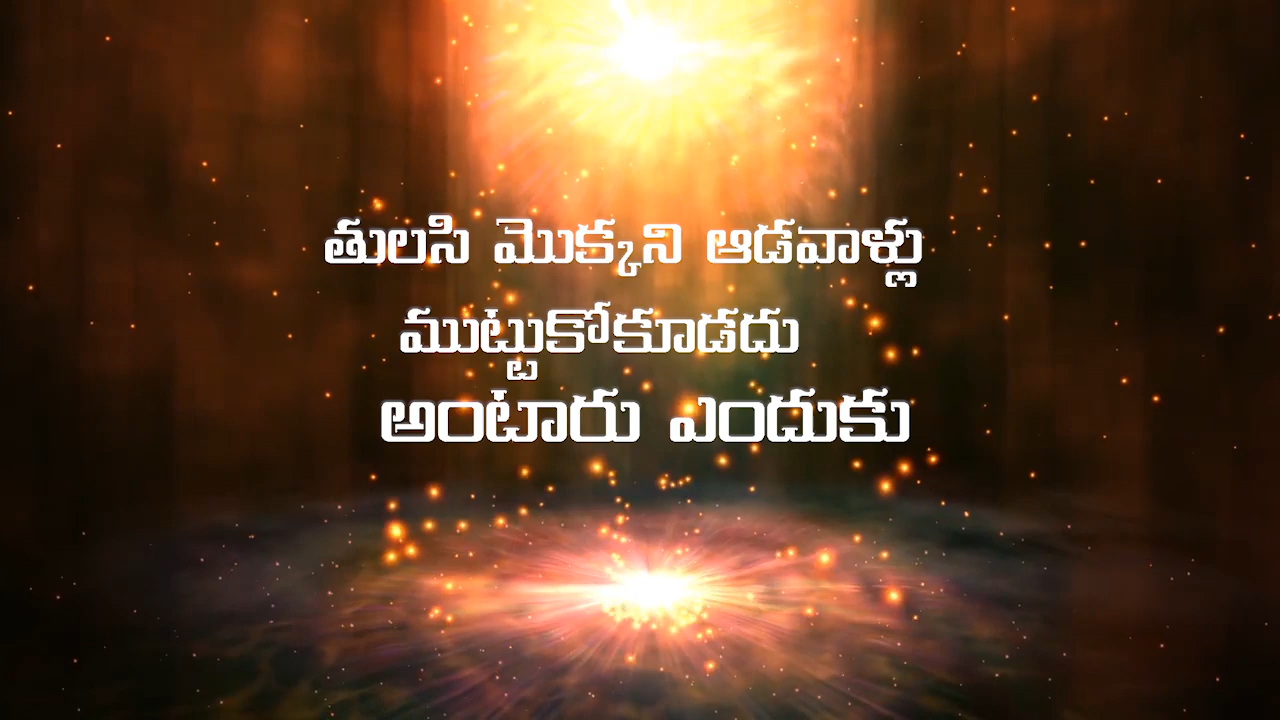 తులసి మొక్కని ఆడవాళ్లు
ముట్టుకోకూడదు
అంటారు ఎందుకు